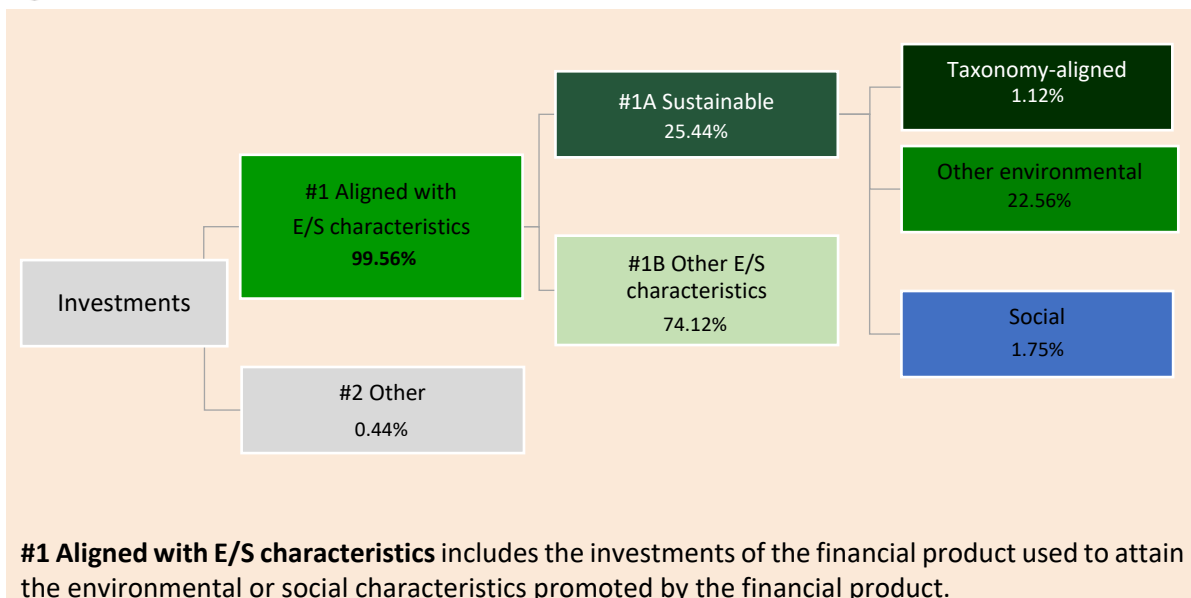 Investments
#1 Aligned with
E/S characteristics
99.56%
#2 Other
0.44%
#1A Sustainable
25.44%
#1B Other E/S
characteristics
74.12%
Taxonomy-aligned
1.12%
Other environmental
22.56%
Social
1.75%
#1 Aligned with E/S characteristics includes the investments of the financial product used to attain
the environmental or social characteristics promoted by the financial product.